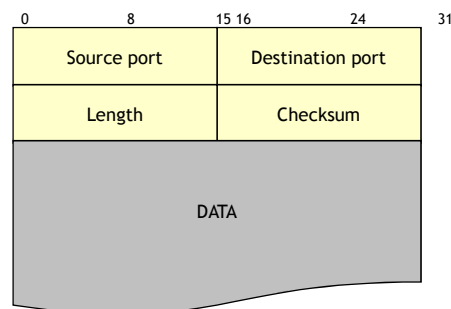 0 8 15 16 24 31
Source port Destination port
Length Checksum
DATA